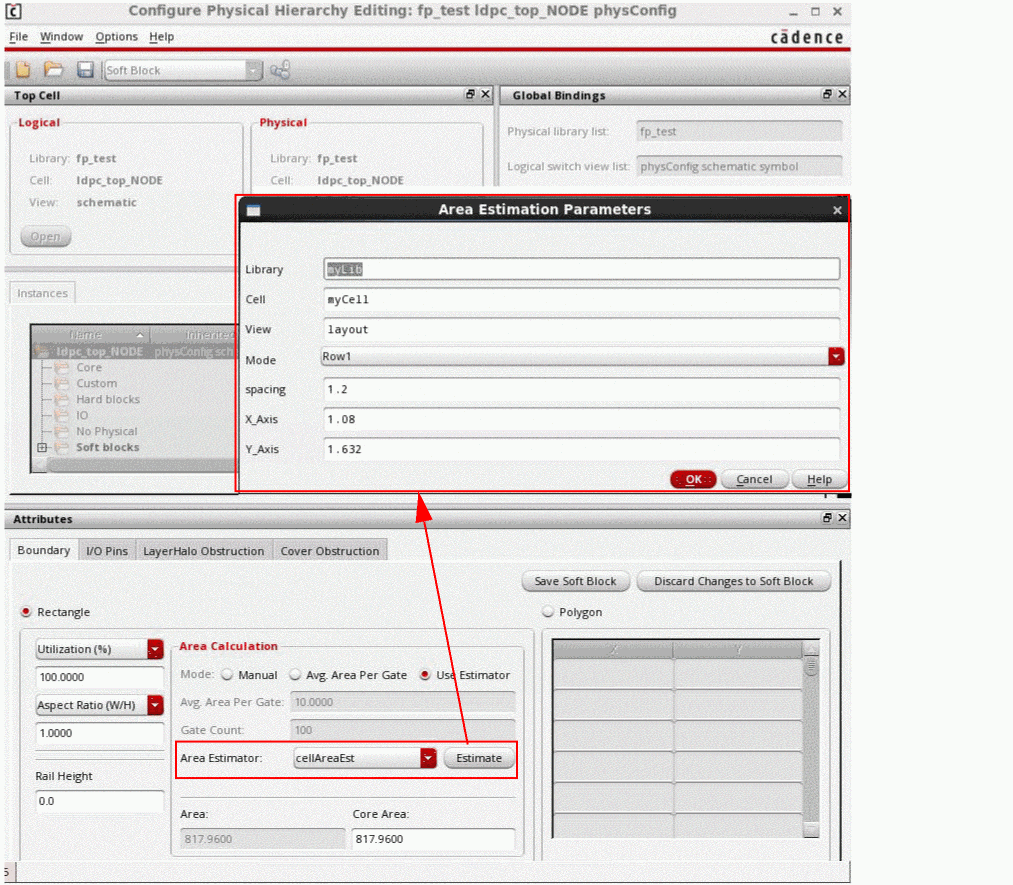 Configure Physical Hierarchy Editing: fp_test ldpc_top_NODE physConfig
File Window Options Help
cādence
Soft Block
Top Cell
Global Bindings
Logical
Physical
Library: fp_test
Library: fp_test
Cell: ldpc_top_NODE
Cell: ldpc_top_NODE
View: schematic
Open
Physical library list: fp_test
Logical switch view list: physConfig schematic symbol
Area Estimation Parameters
Library myLib
Cell myCell
View layout
Mode Row1
spacing 1.2
X_Axis 1.08
Y_Axis 1.632
OK Cancel Help
Instances
Name
ldpc_top_NODE physConfig sch
Core
Custom
Hard blocks
IO
No Physical
Soft blocks
Attributes
Boundary I/O Pins LayerHalo Obstruction Cover Obstruction
Save Soft Block Discard Changes to Soft Block
Rectangle
Polygon
Utilization (%)
100.0000
Aspect Ratio (W/H)
1.0000
Rail Height
0.0
Area Calculation
Mode: Manual Avg. Area Per Gate Use Estimator
Avg. Area Per Gate: 10.0000
Gate Count: 100
Area Estimator: cellAreaEst Estimate
Area: Core Area:
817.9600 817.9600
X Y